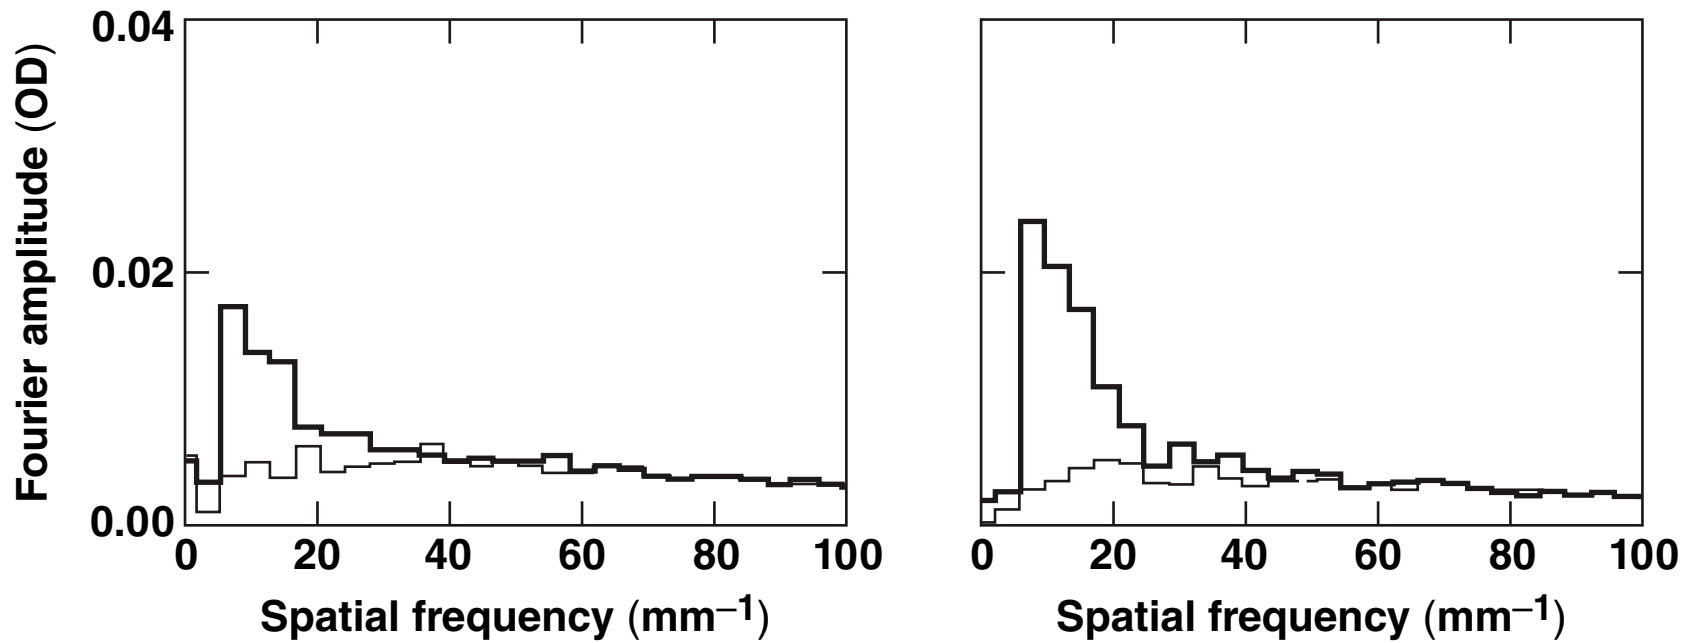 Fourier amplitude (OD)
0.04
0.02
0.00
0 20 40 60 80 100
Spatial frequency (mm–1)
0 20 40 60 80 100
Spatial frequency (mm–1)